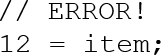 // ERROR!
12 = item;